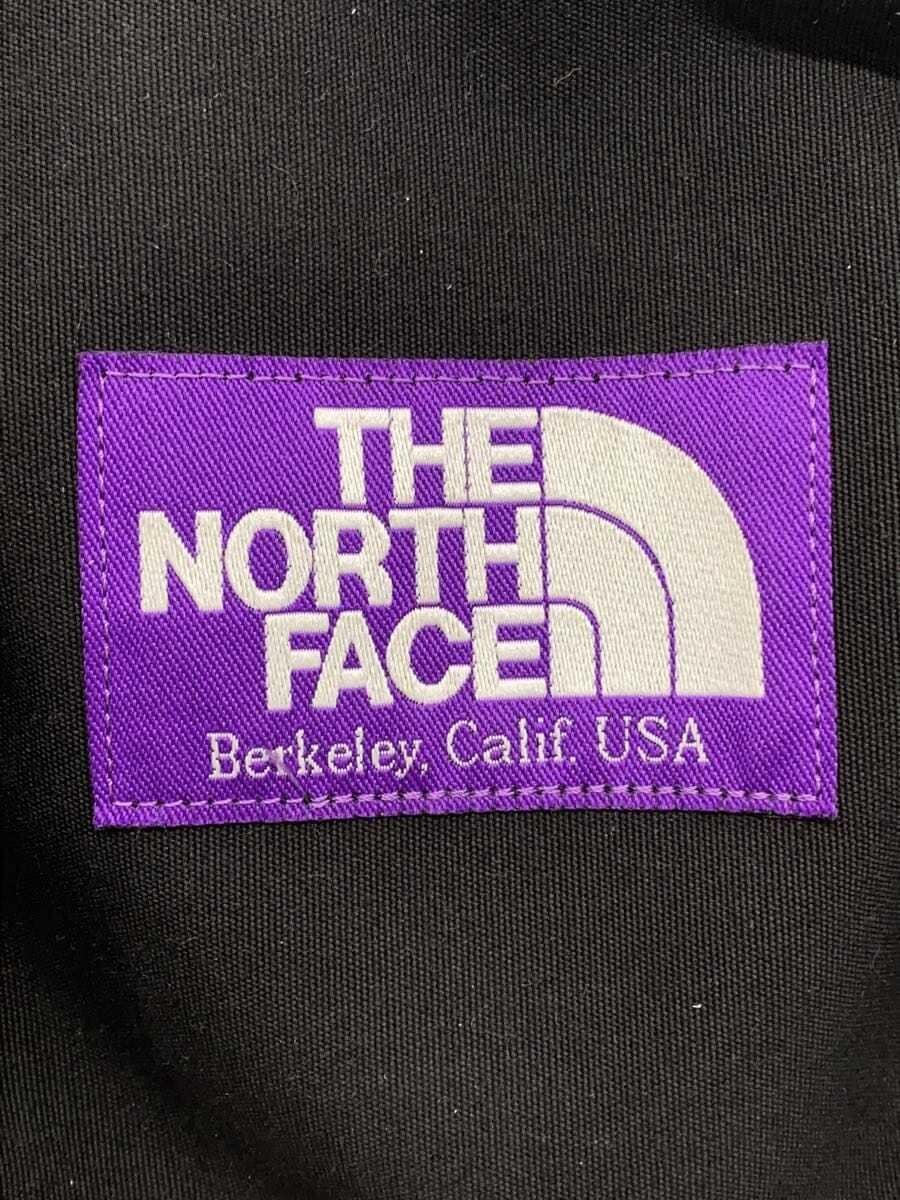 THE
NORTH
FACE
Berkeley, Calif. USA